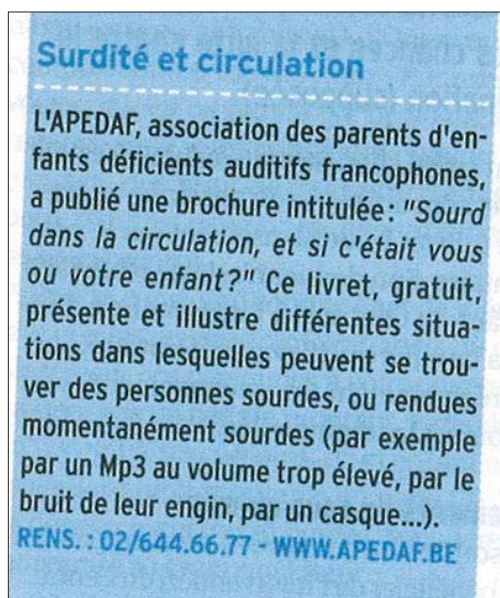 Surdité et circulation
L'APEDAF, association des parents d'en-
fants déficients auditifs francophones,
a publié une brochure intitulée : "Sourd
dans la circulation, et si c'était vous
ou votre enfant?" Ce livret, gratuit,
présente et illustre différentes situa-
tions dans lesquelles peuvent se trou-
ver des personnes sourdes, ou rendues
momentanément sourdes (par exemple
par un Mp3 au volume trop élevé, par le
bruit de leur engin, par un casque...).
RENS. : 02/644.66.77 - WWW.APEDAF.BE